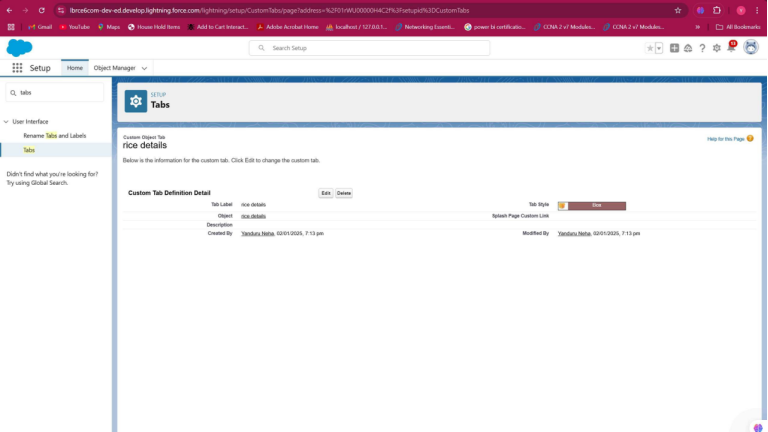 lbrce6com-dev-ed.develop.lightning.force.com/lightning/setup/CustomTabs/page?address=%2F01rWU00000H4C2f%3Fsetupid%3DCustomTabs
Gmail YouTube Maps House Hold Items Add to Cart Interact... Adobe Acrobat Home localhost / 127.0.0.1... Networking Essenti... power bi certificatio... CCNA 2 v7 Modules... CCNA 2 v7 Modules... » All Bookmarks
Search Setup
Setup Home Object Manager
tabs
User Interface
Rename Tabs and Labels
Tabs
Didn't find what you're looking for?
Try using Global Search.
SETUP
Tabs
Custom Object Tab
rice details
Help for this Page
Below is the information for the custom tab. Click Edit to change the custom tab.
Custom Tab Definition Detail Edit Delete
Tab Label rice details Tab Style
Object rice details Splash Page Custom Link
Description
Created By Yanduru Neha, 02/01/2025, 7:13 pm Modified By Yanduru Neha, 02/01/2025, 7:13 pm